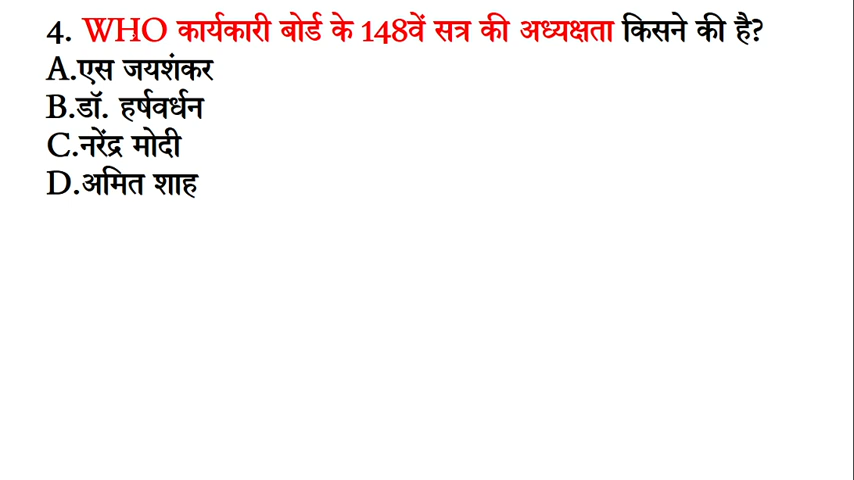 4. WHO कार्यकारी बोर्ड के 148वें सत्र की अध्यक्षता किसने की है?
A.एस जयशंकर
B.डॉ. हर्षवर्धन
C.नरेंद्र मोदी
D.अमित शाह